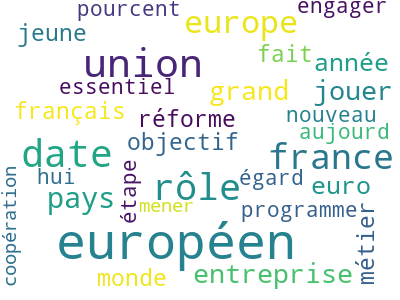 pourcent
engager
jeune
europe
union
fait
année
essentiel
grand
jouer
français
réforme
nouveau
objectif
aujourd
date
france
hui
étape
rôle
égard
euro
pays
mener
programme
coopération
métier
européen
monde
entreprise